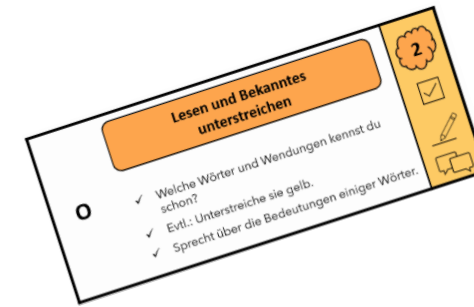 Lesen und Bekanntes
unterstreichen
2
O
✓ Welche Wörter und Wendungen kennst du
schon?
✓ Evtl.: Unterstreiche sie gelb.
✓ Sprecht über die Bedeutungen einiger Wörter.